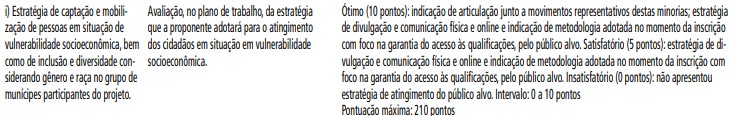 i) Estratégia de captação e mobili-
zação de pessoas em situação de
vulnerabilidade socioeconômica, bem
como de inclusão e diversidade con-
siderando gênero e raça no grupo de
munícipes participantes do projeto.
Avaliação, no plano de trabalho, da estratégia
que a proponente adotará para o atingimento
dos cidadãos em situação em vulnerabilidade
socioeconômica.
Ótimo (10 pontos): indicação de articulação junto a movimentos representativos destas minorias; estratégia
de divulgação e comunicação física e online e indicação de metodologia adotada no momento da inscrição
com foco na garantia do acesso às qualificações, pelo público alvo. Satisfatório (5 pontos): estratégia de di-
vulgação e comunicação física e online e indicação de metodologia adotada no momento da inscrição com
foco na garantia do acesso às qualificações, pelo público alvo. Insatisfatório (0 pontos): não apresentou
estratégia de atingimento do público alvo. Intervalo: 0 a 10 pontos
Pontuação máxima: 210 pontos